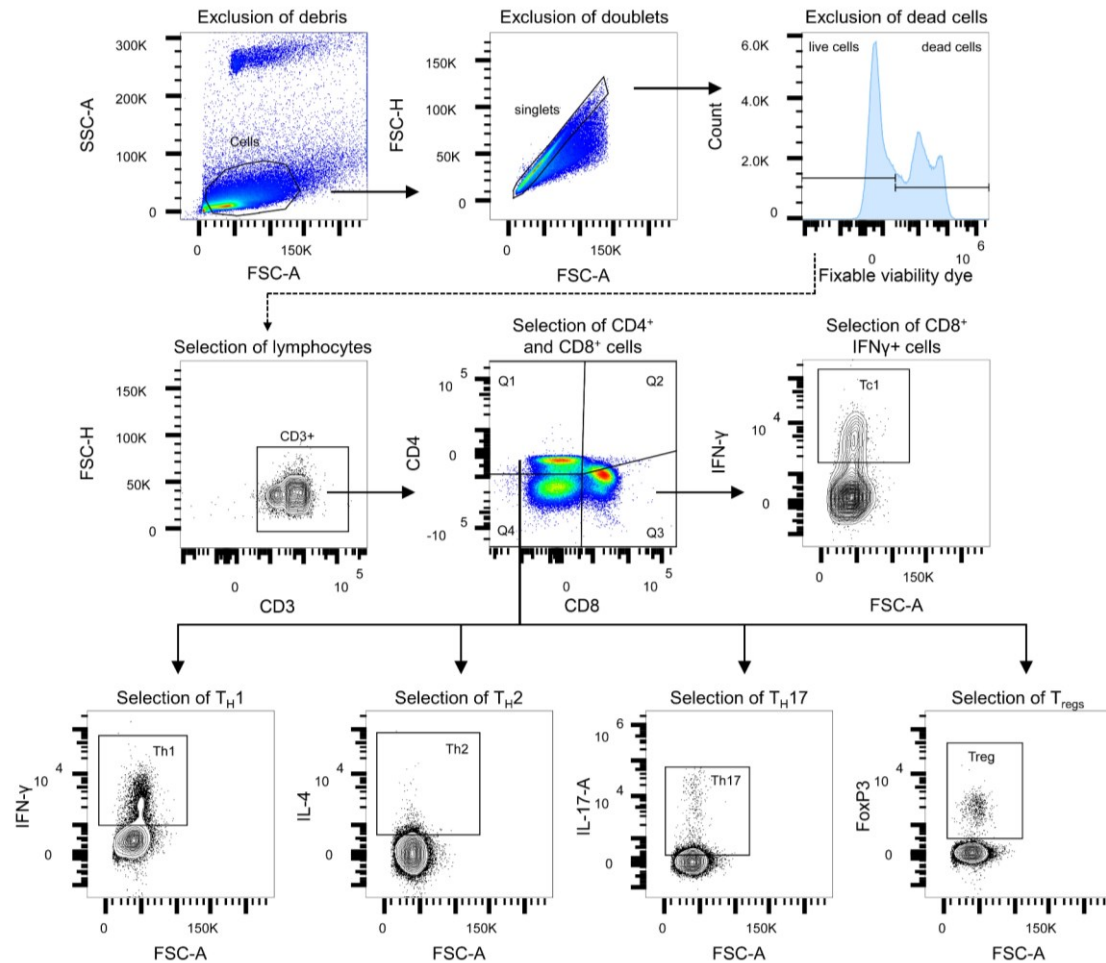 Exclusion of debris
300K
200K
100K
0
SSC-A
Cells
0
150K
FSC-A
Exclusion of doublets
150K
100K
50K
0
FSC-H
singlets
0
150K
FSC-A
Exclusion of dead cells
6.0K
4.0K
2.0K
0
Count
live cells
dead cells
0
10 6
Fixable viability dye
Selection of lymphocytes
150K
100K
50K
0
FSC-H
CD3+
0
10 5
CD3
Selection of CD4⁺
and CD8⁺ cells
10 5
0
-10 5
CD4
Q1
Q2
Q4
Q3
0
10 5
CD8
Selection of CD8⁺
IFNγ+ cells
10 4
0
IFN-γ
Tc1
0
150K
FSC-A
Selection of TH1
10 4
0
IFN-γ
Th1
0
150K
FSC-A
Selection of TH2
10 4
0
IL-4
Th2
0
150K
FSC-A
Selection of TH17
10 6
10 4
0
IL-17-A
Th17
0
150K
FSC-A
Selection of Tregs
10 4
0
FoxP3
Treg
0
150K
FSC-A